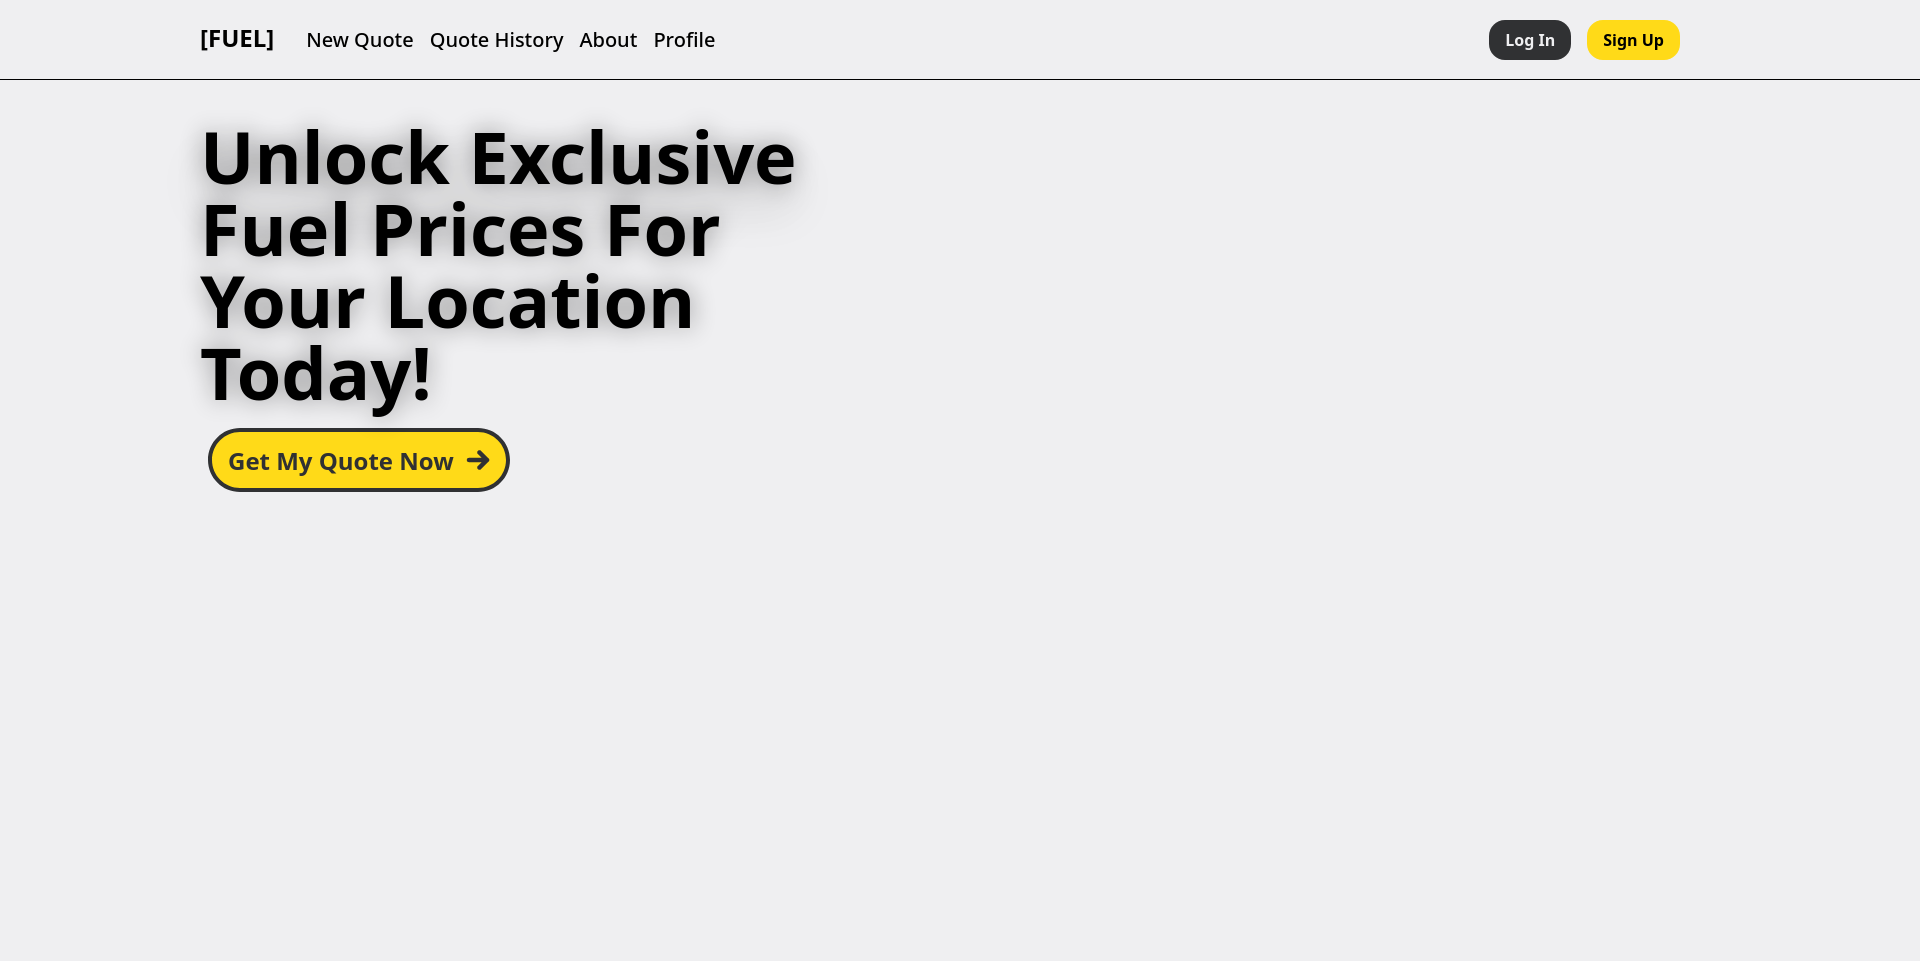 [FUEL] New Quote Quote History About Profile Log In Sign Up
Unlock Exclusive
Fuel Prices For
Your Location
Today!
Get My Quote Now